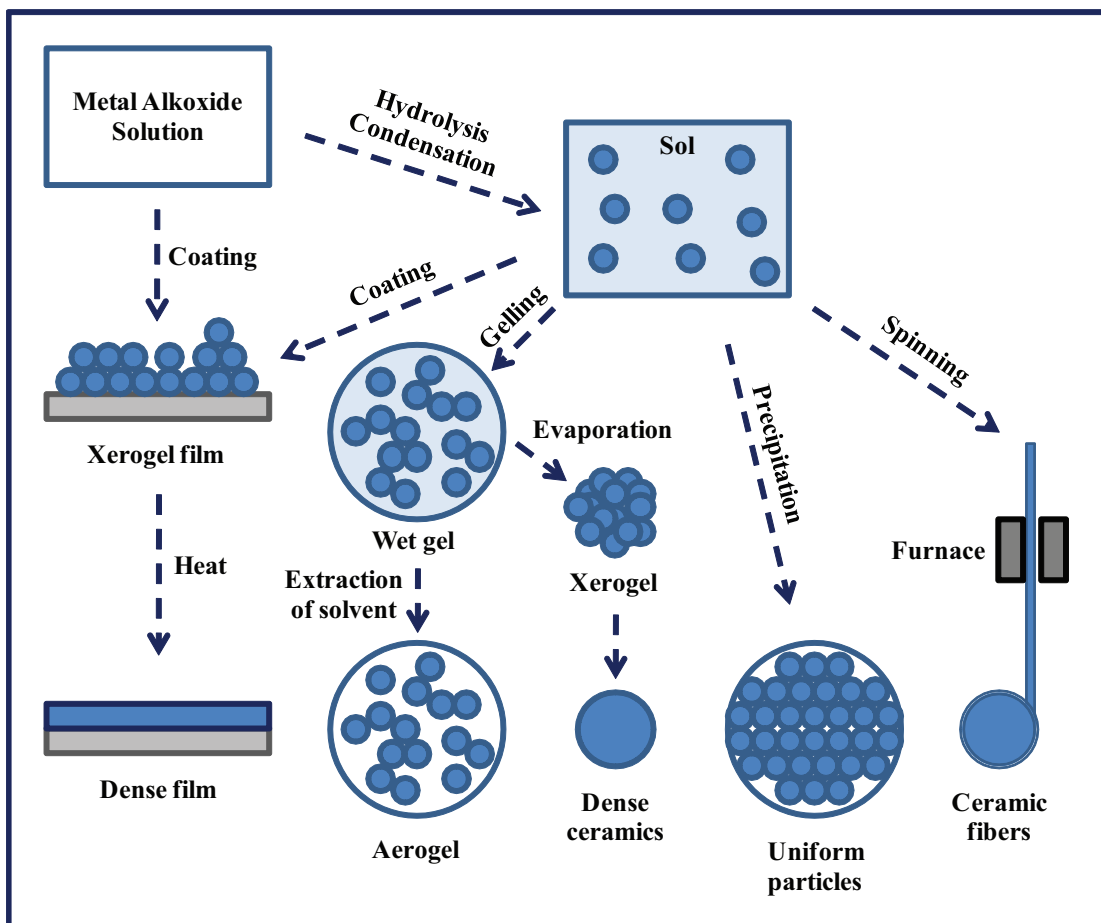 Metal Alkoxide
Solution
Hydrolysis
Condensation
Sol
Coating
Coating
Gelling
Spinning
Precipitation
Xerogel film
Evaporation
Wet gel
Furnace
Heat
Extraction
of solvent
Xerogel
Dense film
Aerogel
Dense
ceramics
Uniform
particles
Ceramic
fibers